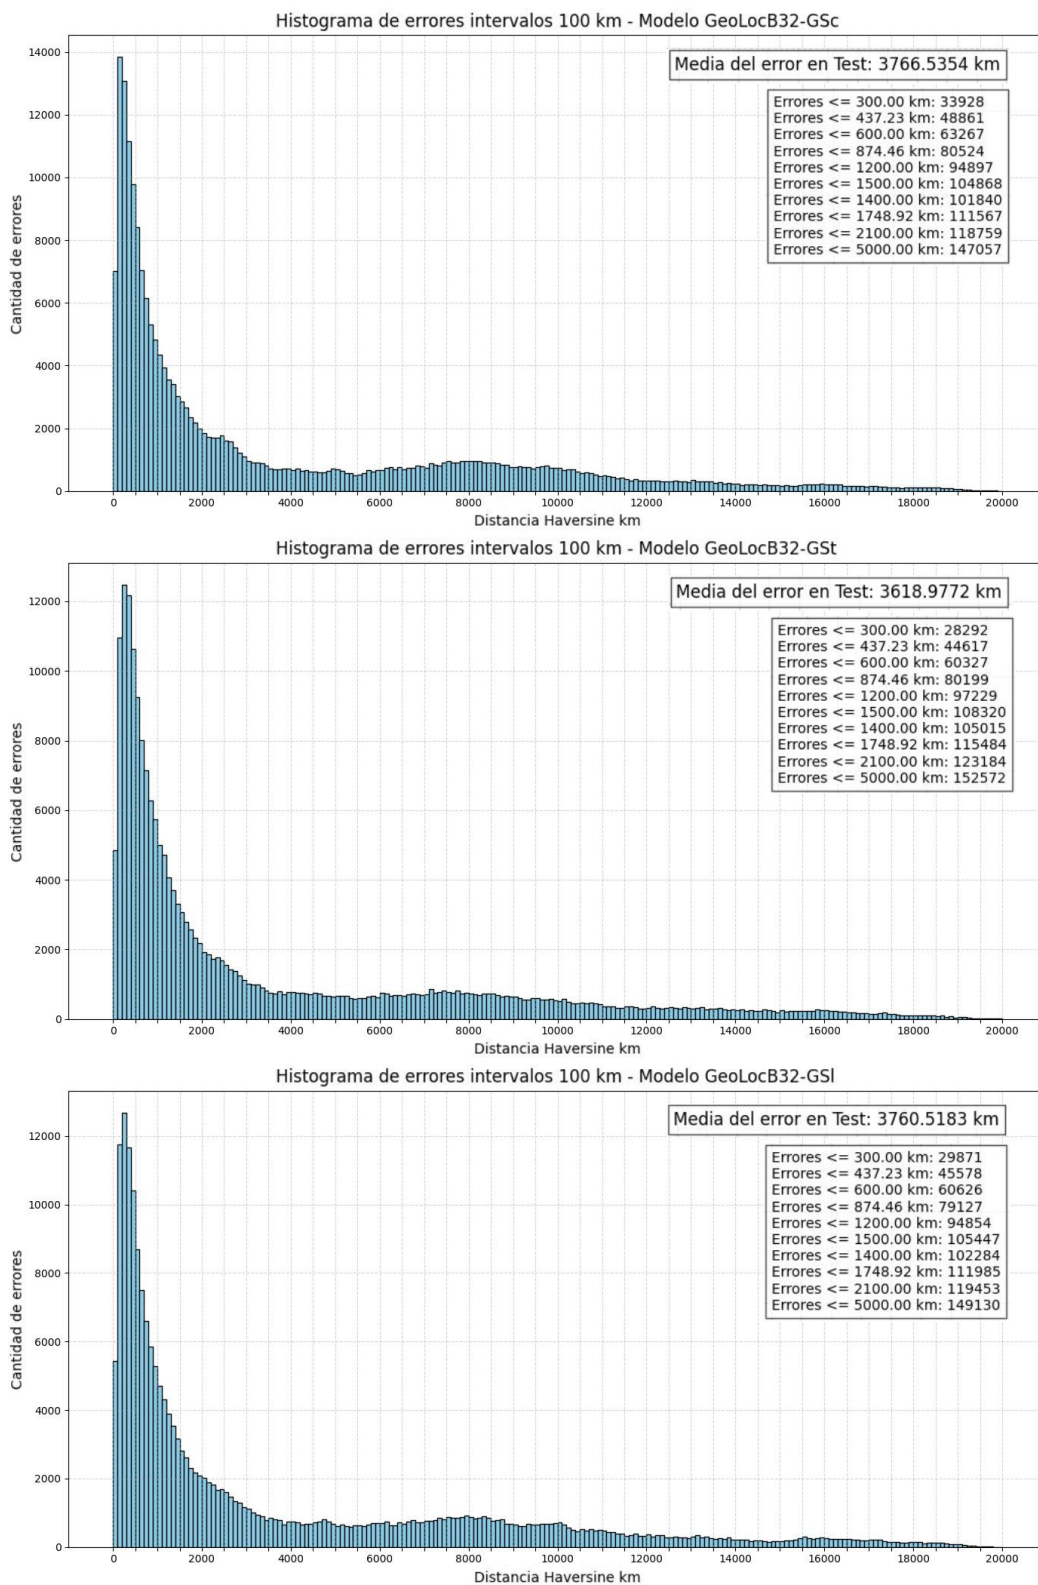 Histograma de errores intervalos 100 km - Modelo GeoLocB32-GSc
Media del error en Test: 3766.5354 km
Errores <= 300.00 km: 33928
Errores <= 437.23 km: 48861
Errores <= 600.00 km: 63267
Errores <= 874.46 km: 80524
Errores <= 1200.00 km: 94897
Errores <= 1500.00 km: 104868
Errores <= 1400.00 km: 101840
Errores <= 1748.92 km: 111567
Errores <= 2100.00 km: 118759
Errores <= 5000.00 km: 147057
Cantidad de errores
14000
12000
10000
8000
6000
4000
2000
0
0 2000 4000 6000 8000 10000 12000 14000 16000 18000 20000
Distancia Haversine km
Histograma de errores intervalos 100 km - Modelo GeoLocB32-GSt
Media del error en Test: 3618.9772 km
Errores <= 300.00 km: 28292
Errores <= 437.23 km: 44617
Errores <= 600.00 km: 60327
Errores <= 874.46 km: 80199
Errores <= 1200.00 km: 97229
Errores <= 1500.00 km: 108320
Errores <= 1400.00 km: 105015
Errores <= 1748.92 km: 115484
Errores <= 2100.00 km: 123184
Errores <= 5000.00 km: 152572
Cantidad de errores
12000
10000
8000
6000
4000
2000
0
0 2000 4000 6000 8000 10000 12000 14000 16000 18000 20000
Distancia Haversine km
Histograma de errores intervalos 100 km - Modelo GeoLocB32-GSl
Media del error en Test: 3760.5183 km
Errores <= 300.00 km: 29871
Errores <= 437.23 km: 45578
Errores <= 600.00 km: 60626
Errores <= 874.46 km: 79127
Errores <= 1200.00 km: 94854
Errores <= 1500.00 km: 105447
Errores <= 1400.00 km: 102284
Errores <= 1748.92 km: 111985
Errores <= 2100.00 km: 119453
Errores <= 5000.00 km: 149130
Cantidad de errores
12000
10000
8000
6000
4000
2000
0
0 2000 4000 6000 8000 10000 12000 14000 16000 18000 20000
Distancia Haversine km